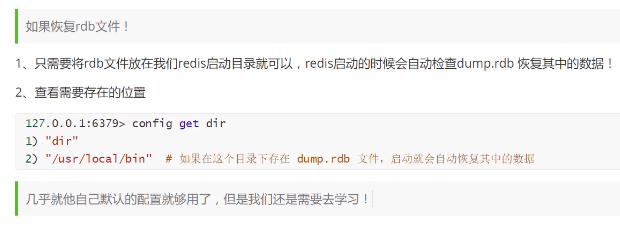 如果恢复rdb文件！
1、只需要将rdb文件放在我们redis启动目录就可以，redis启动的时候会自动检查dump.rdb 恢复其中的数据！
2、查看需要存在的位置
127.0.0.1:6379> config get dir
1) "dir"
2) "/usr/local/bin"  # 如果在这个目录下存在 dump.rdb 文件，启动就会自动恢复其中的数据
几乎就他自己默认的配置就够用了，但是我们还是需要去学习！